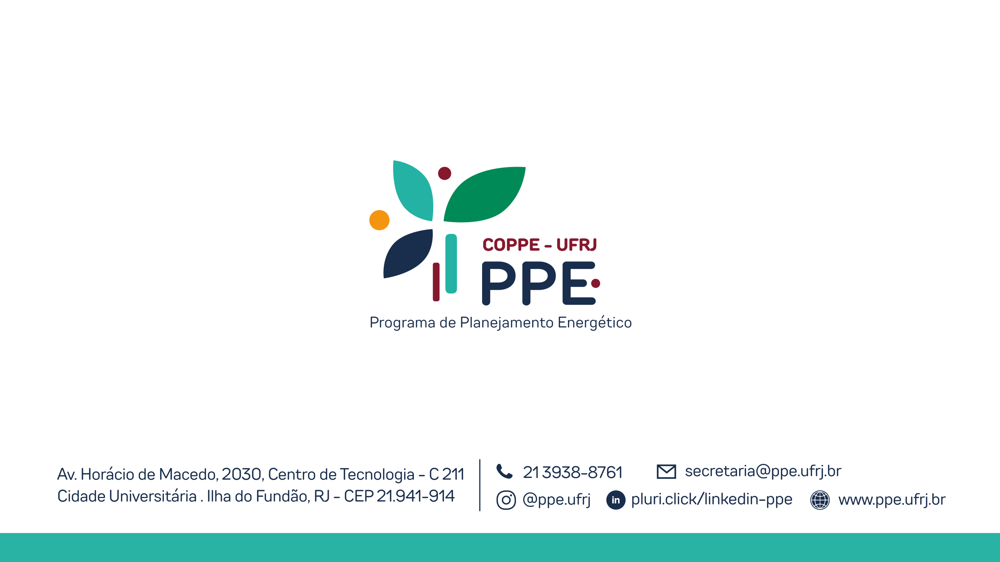 COPPE - UFRJ
PPE
Programa de Planejamento Energético
Av. Horácio de Macedo, 2030, Centro de Tecnologia - C 211
Cidade Universitária . Ilha do Fundão, RJ - CEP 21.941-914
21 3938-8761 secretaria@ppe.ufrj.br
@ppe.ufrj in pluri.click/linkedin-ppe www.ppe.ufrj.br